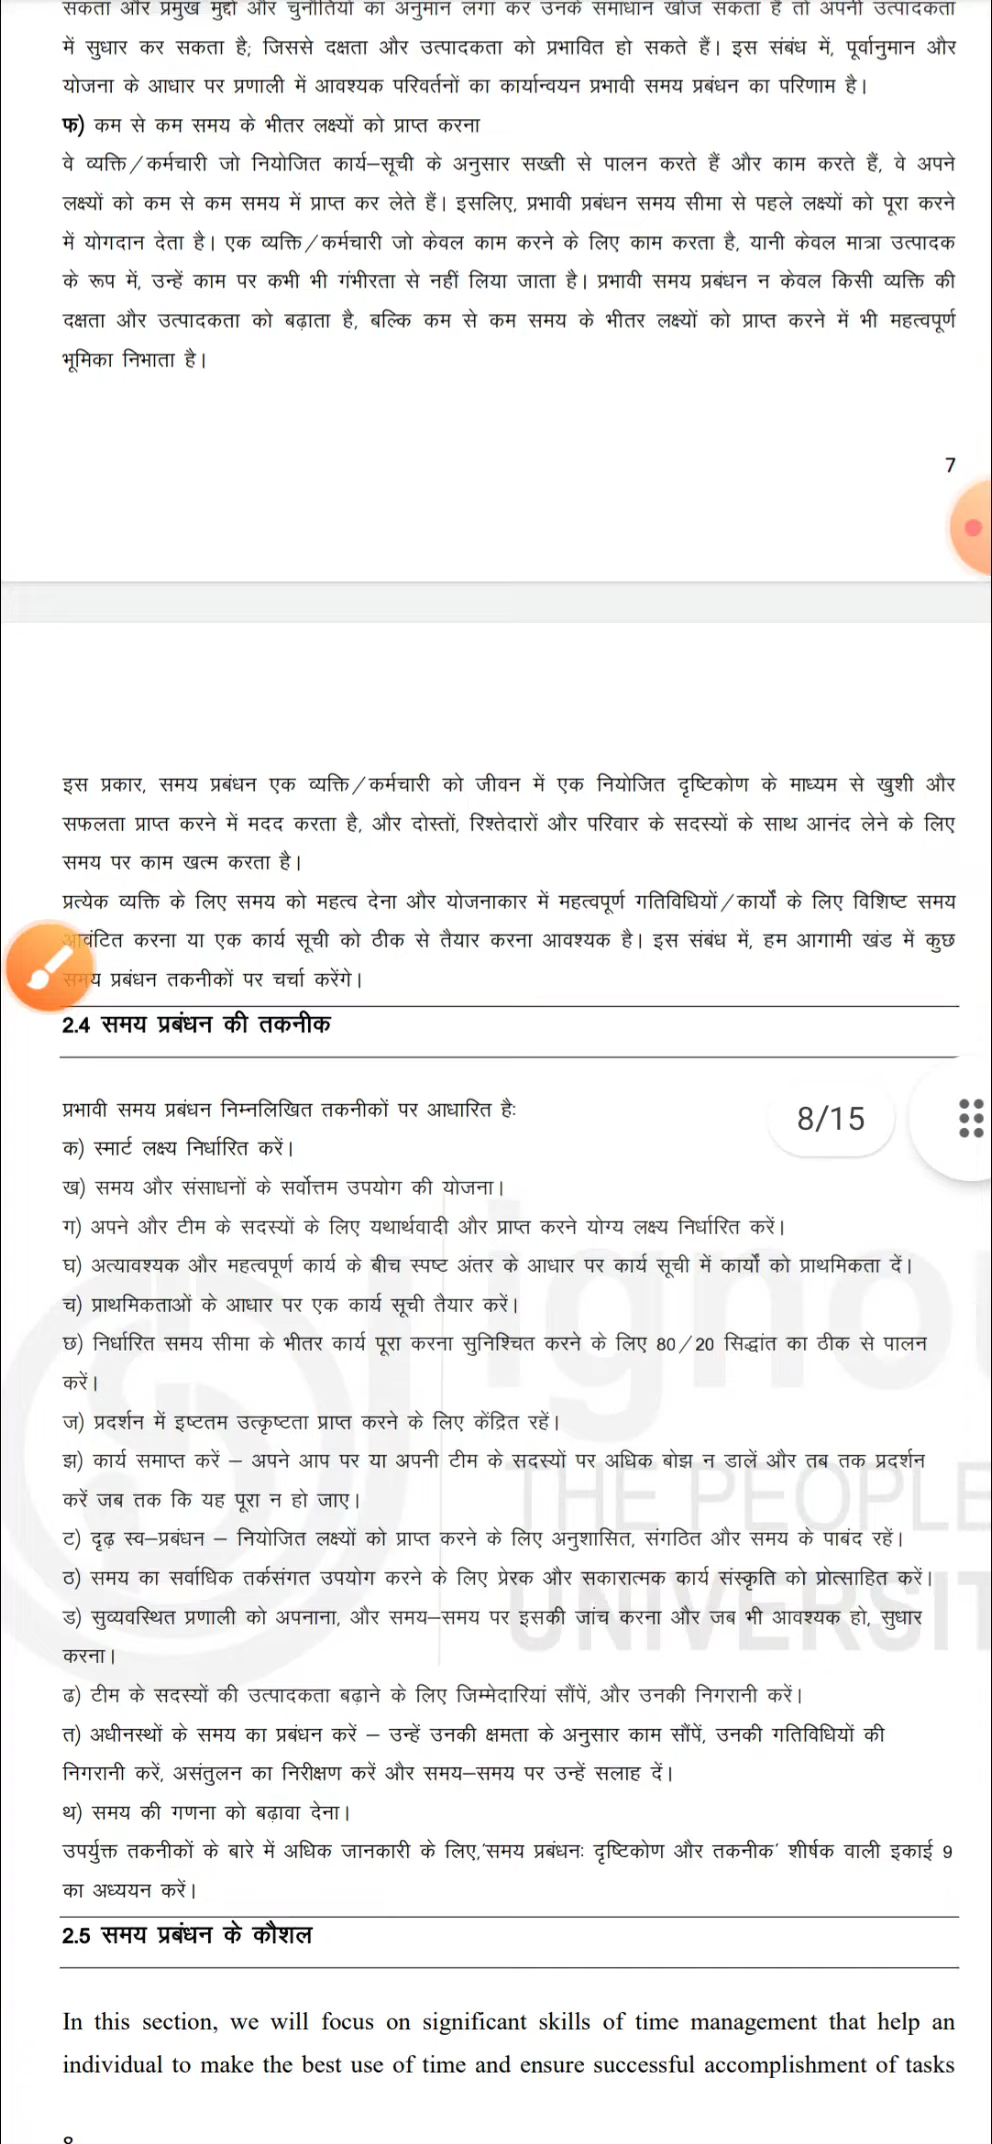 सकता और प्रमुख मुद्दों और चुनौतियों का अनुमान लगा कर उनके समाधान खोज सकता है तो अपनी उत्पादकता
में सुधार कर सकता है; जिससे दक्षता और उत्पादकता को प्रभावित हो सकते हैं। इस संबंध में, पूर्वानुमान और
योजना के आधार पर प्रणाली में आवश्यक परिवर्तनों का कार्यान्वयन प्रभावी समय प्रबंधन का परिणाम है।
फ) कम से कम समय के भीतर लक्ष्यों को प्राप्त करना
वे व्यक्ति/कर्मचारी जो नियोजित कार्य–सूची के अनुसार सख्ती से पालन करते हैं और काम करते हैं, वे अपने
लक्ष्यों को कम से कम समय में प्राप्त कर लेते हैं। इसलिए, प्रभावी प्रबंधन समय सीमा से पहले लक्ष्यों को पूरा करने
में योगदान देता है। एक व्यक्ति/कर्मचारी जो केवल काम करने के लिए काम करता है, यानी केवल मात्रा उत्पादक
के रूप में, उन्हें काम पर कभी भी गंभीरता से नहीं लिया जाता है। प्रभावी समय प्रबंधन न केवल किसी व्यक्ति की
दक्षता और उत्पादकता को बढ़ाता है, बल्कि कम से कम समय के भीतर लक्ष्यों को प्राप्त करने में भी महत्वपूर्ण
भूमिका निभाता है।
7
इस प्रकार, समय प्रबंधन एक व्यक्ति/कर्मचारी को जीवन में एक नियोजित दृष्टिकोण के माध्यम से खुशी और
सफलता प्राप्त करने में मदद करता है, और दोस्तों, रिश्तेदारों और परिवार के सदस्यों के साथ आनंद लेने के लिए
समय पर काम खत्म करता है।
प्रत्येक व्यक्ति के लिए समय को महत्व देना और योजनाकार में महत्वपूर्ण गतिविधियों/कार्यों के लिए विशिष्ट समय
आवंटित करना या एक कार्य सूची को ठीक से तैयार करना आवश्यक है। इस संबंध में, हम आगामी खंड में कुछ
समय प्रबंधन तकनीकों पर चर्चा करेंगे।
2.4 समय प्रबंधन की तकनीक
प्रभावी समय प्रबंधन निम्नलिखित तकनीकों पर आधारित है:
8/15
क) स्मार्ट लक्ष्य निर्धारित करें।
ख) समय और संसाधनों के सर्वोत्तम उपयोग की योजना।
ग) अपने और टीम के सदस्यों के लिए यथार्थवादी और प्राप्त करने योग्य लक्ष्य निर्धारित करें।
घ) अत्यावश्यक और महत्वपूर्ण कार्य के बीच स्पष्ट अंतर के आधार पर कार्य सूची में कार्यों को प्राथमिकता दें।
च) प्राथमिकताओं के आधार पर एक कार्य सूची तैयार करें।
छ) निर्धारित समय सीमा के भीतर कार्य पूरा करना सुनिश्चित करने के लिए 80/20 सिद्धांत का ठीक से पालन
करें।
ज) प्रदर्शन में इष्टतम उत्कृष्टता प्राप्त करने के लिए केंद्रित रहें।
झ) कार्य समाप्त करें – अपने आप पर या अपनी टीम के सदस्यों पर अधिक बोझ न डालें और तब तक प्रदर्शन
करें जब तक कि यह पूरा न हो जाए।
ट) दृढ़ स्व–प्रबंधन – नियोजित लक्ष्यों को प्राप्त करने के लिए अनुशासित, संगठित और समय के पाबंद रहें।
ठ) समय का सर्वाधिक तर्कसंगत उपयोग करने के लिए प्रेरक और सकारात्मक कार्य संस्कृति को प्रोत्साहित करें।
ड) सुव्यवस्थित प्रणाली को अपनाना, और समय–समय पर इसकी जांच करना और जब भी आवश्यक हो, सुधार
करना।
ढ) टीम के सदस्यों की उत्पादकता बढ़ाने के लिए जिम्मेदारियां सौंपें, और उनकी निगरानी करें।
त) अधीनस्थों के समय का प्रबंधन करें – उन्हें उनकी क्षमता के अनुसार काम सौंपें, उनकी गतिविधियों की
निगरानी करें, असंतुलन का निरीक्षण करें और समय–समय पर उन्हें सलाह दें।
थ) समय की गणना को बढ़ावा देना।
उपर्युक्त तकनीकों के बारे में अधिक जानकारी के लिए,'समय प्रबंधनः दृष्टिकोण और तकनीक' शीर्षक वाली इकाई 9
का अध्ययन करें।
ignou
THE PEOPLE
UNIVERSIT
2.5 समय प्रबंधन के कौशल
In this section, we will focus on significant skills of time management that help an
individual to make the best use of time and ensure successful accomplishment of tasks